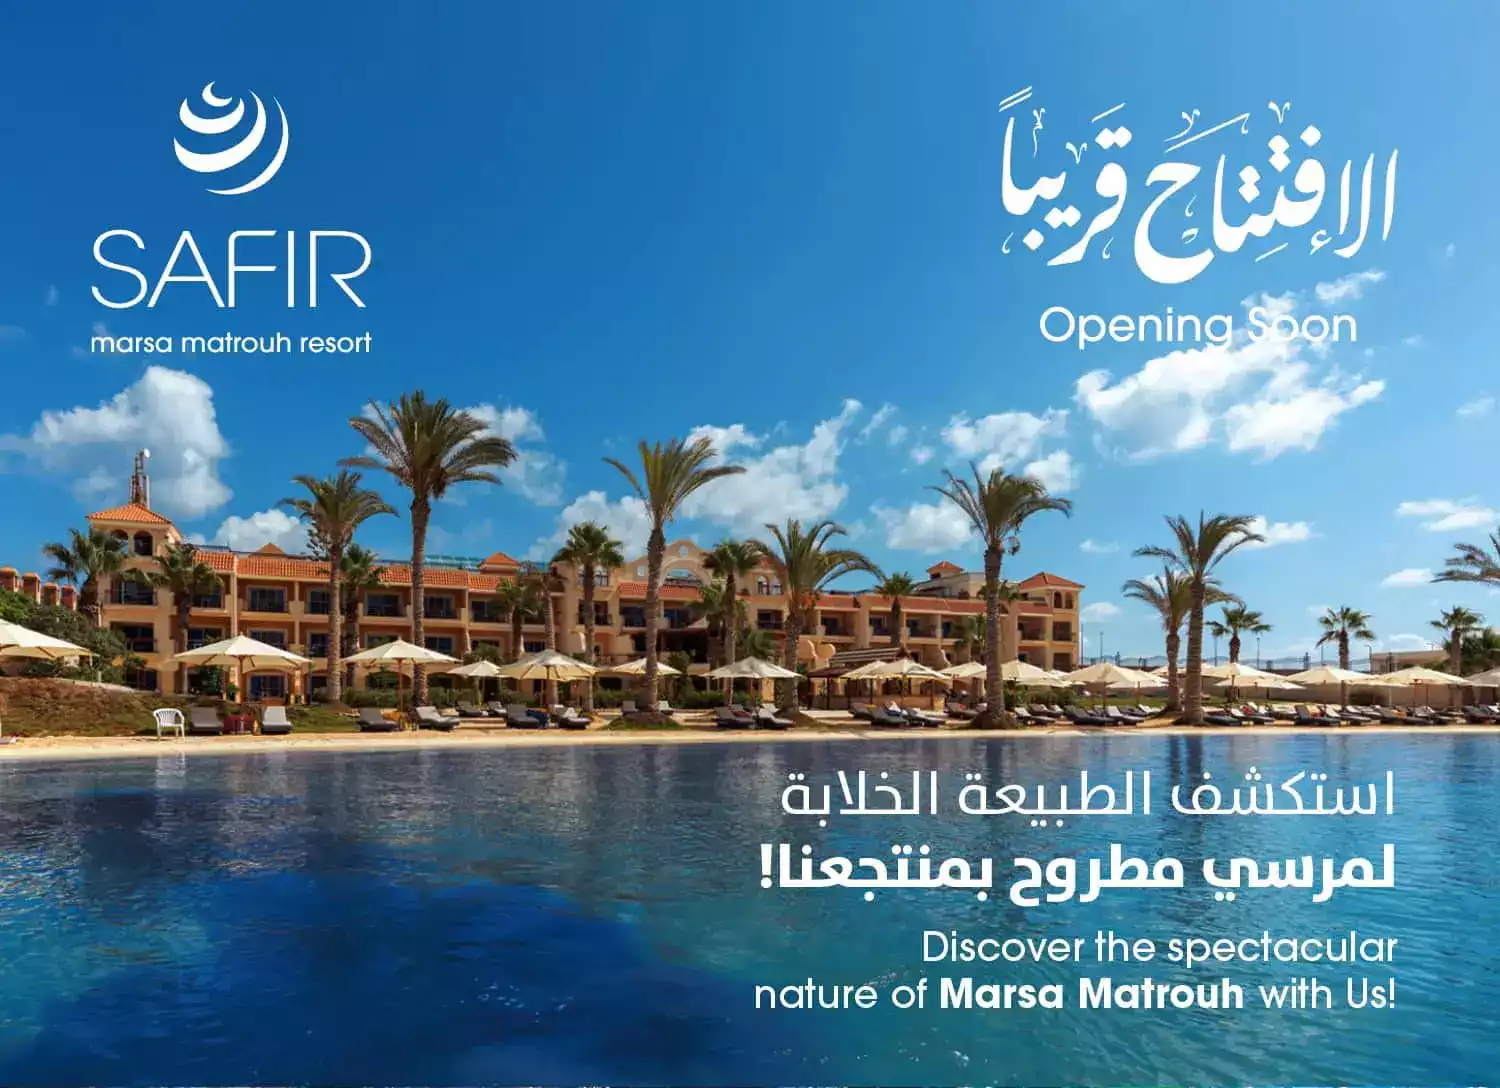 SAFIR
marsa matrouh resort
الإفتتاح قريباً
Opening Soon
استكشف الطبيعة الخلابة
لمرسي مطروح بمنتجعنا!
Discover the spectacular
nature of Marsa Matrouh with Us!